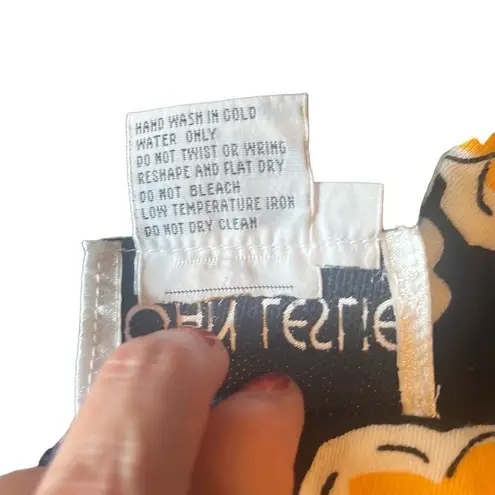 HAND WASH IN COLD
WATER ONLY
DO NOT TWIST OR WRING
RESHAPE AND FLAT DRY
DO NOT BLEACH
LOW TEMPERATURE IRON
DO NOT DRY CLEAN
LESLIE